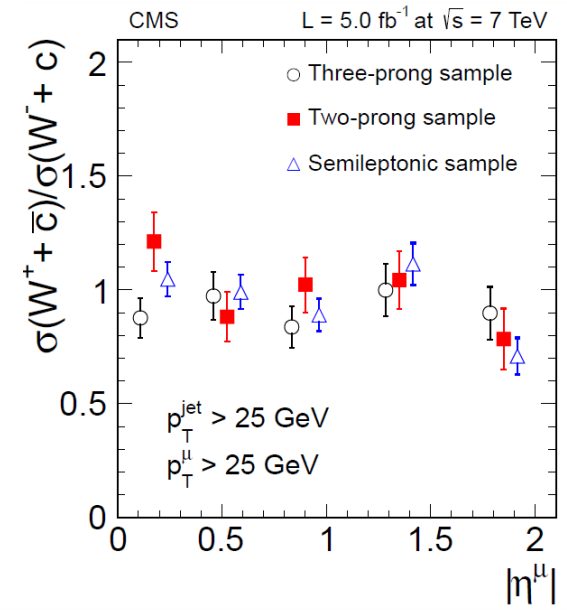 CMS L = 5.0 fb⁻¹ at √s = 7 TeV
σ(W⁺ + c̅)/σ(W⁻ + c)
2
1.5
1
0.5
0
Three-prong sample
Two-prong sample
Semileptonic sample
p_T^jet > 25 GeV
p_T^μ > 25 GeV
0 0.5 1 1.5 2
|η^μ|